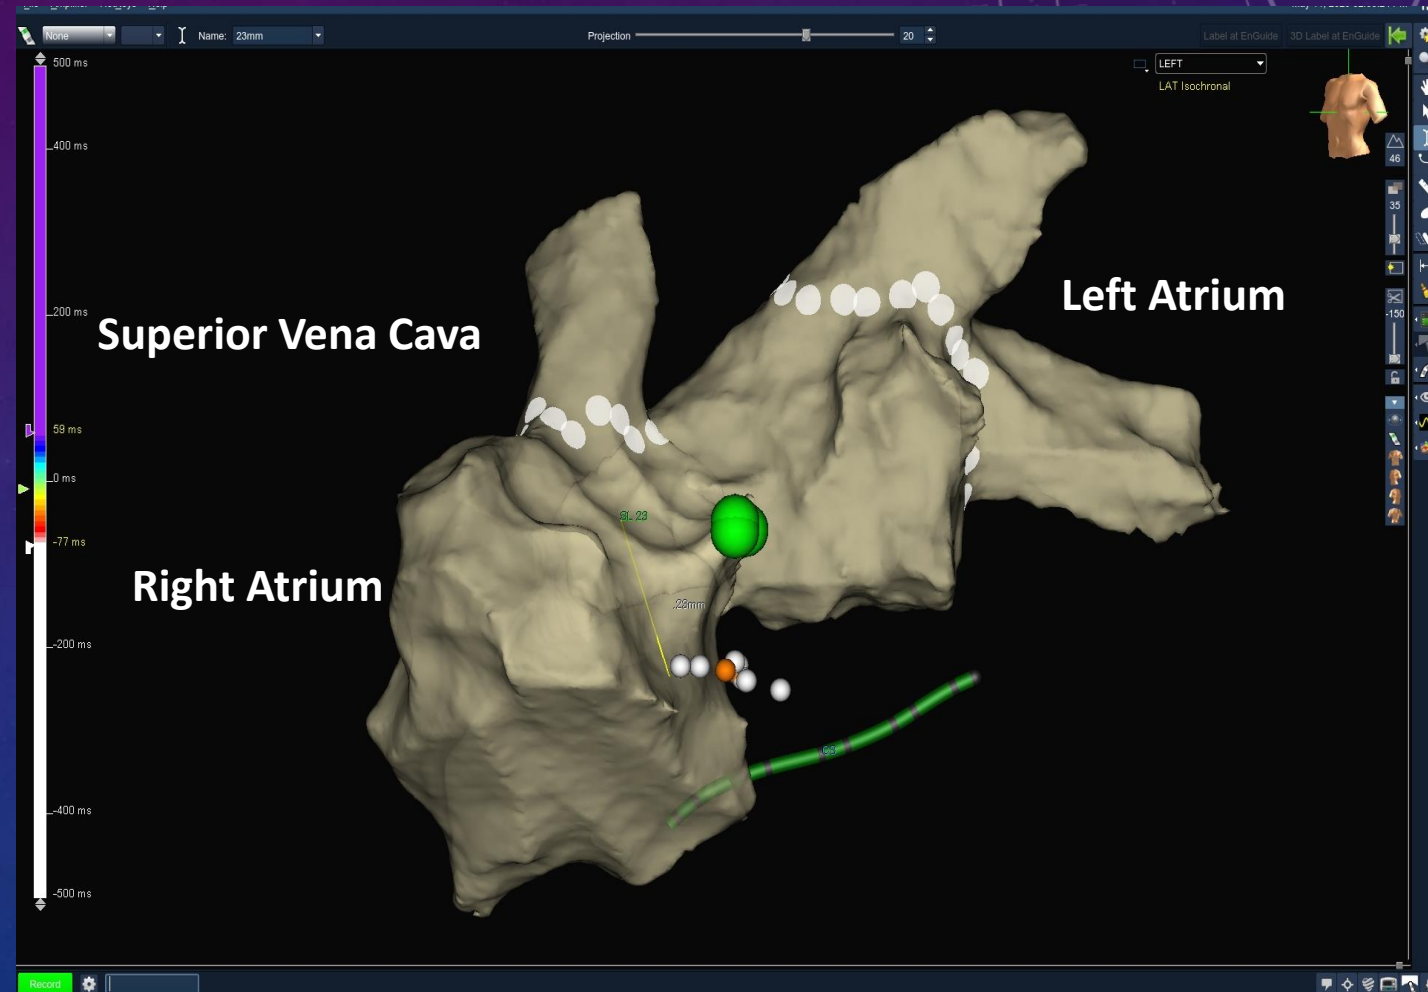 None
Name: 23mm
Projection
20
Label at EnGuide
3D Label at EnGuide
LEFT
LAT Isochronal
500 ms
400 ms
200 ms
59 ms
0 ms
-77 ms
-200 ms
-400 ms
-500 ms
46
35
-150
Superior Vena Cava
Left Atrium
Right Atrium
23mm
CS
Record